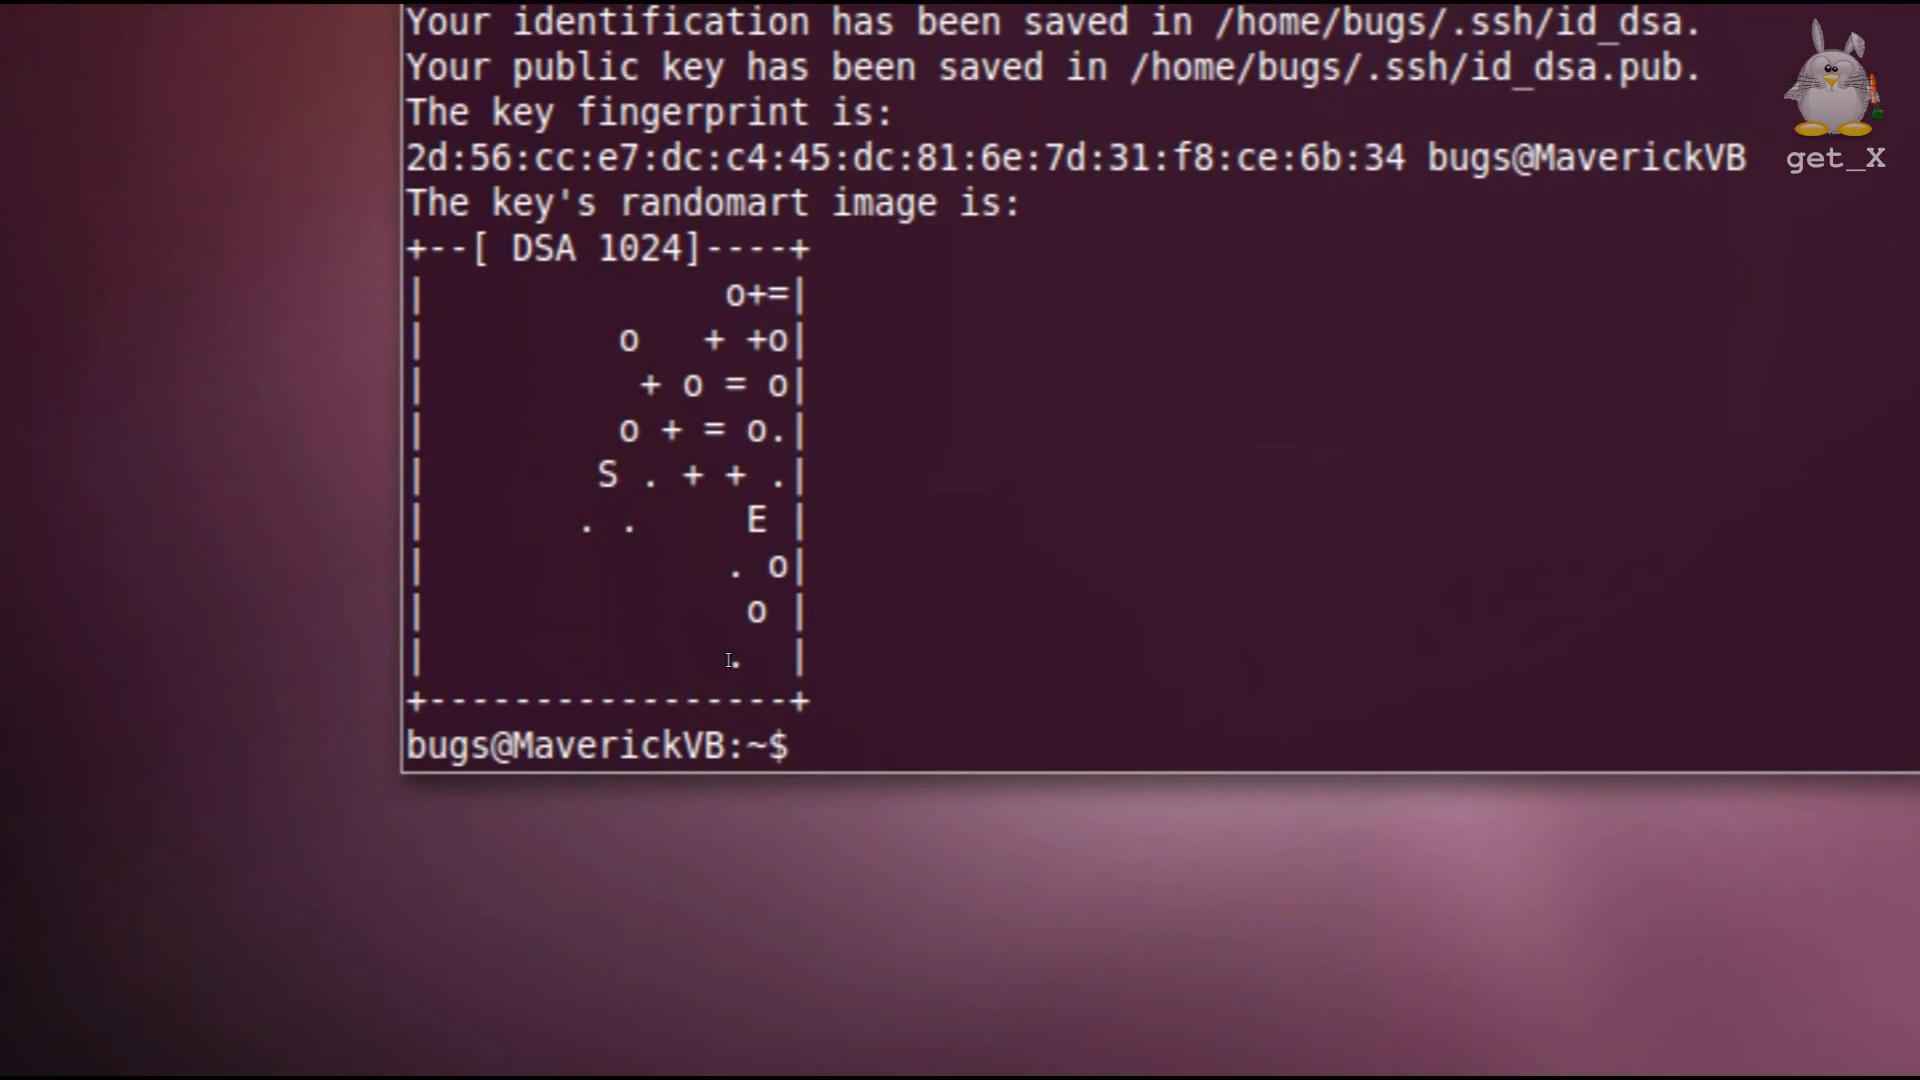 Your identification has been saved in /home/bugs/.ssh/id_dsa.
Your public key has been saved in /home/bugs/.ssh/id_dsa.pub.
The key fingerprint is:
2d:56:cc:e7:dc:c4:45:dc:81:6e:7d:31:f8:ce:6b:34 bugs@MaverickVB
get_X
The key's randomart image is:
+--[ DSA 1024]----+
|              o+=|
|         o   + +o|
|          + o = o|
|         o + = o.|
|        S . + + .|
|       . .     E |
|              . o|
|               o |
|              .  |
+-----------------+
bugs@MaverickVB:~$